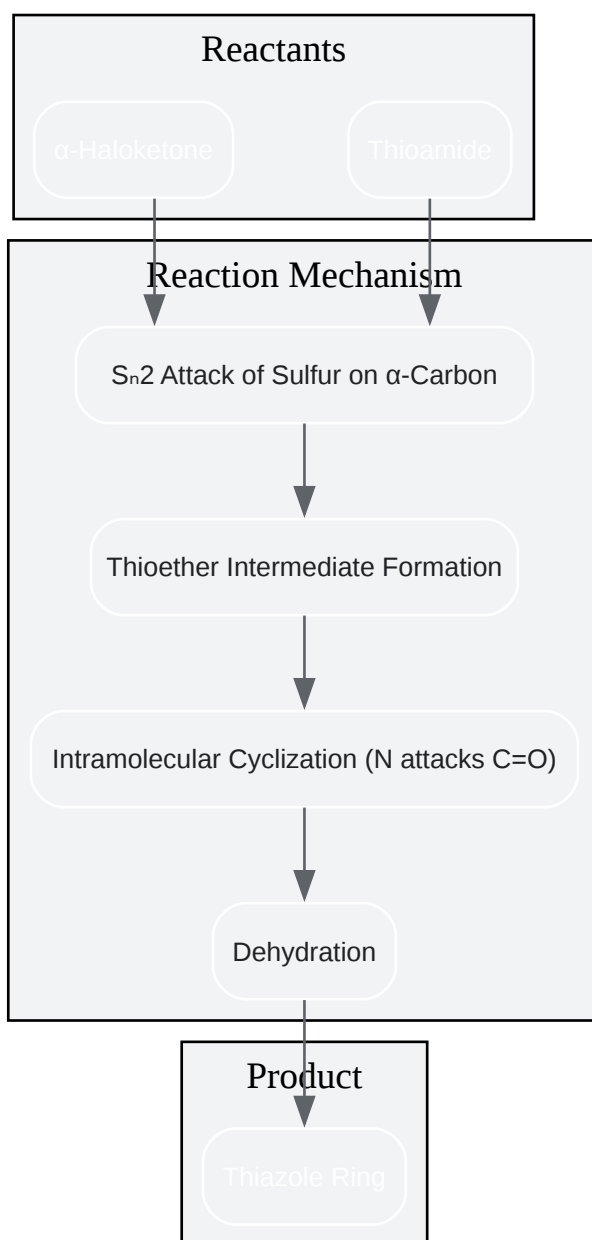 Reactants
α-Haloketone
Thioamide
Reaction Mechanism
Sₙ2 Attack of Sulfur on α-Carbon
Thioether Intermediate Formation
Intramolecular Cyclization (N attacks C=O)
Dehydration
Product
Thiazole Ring